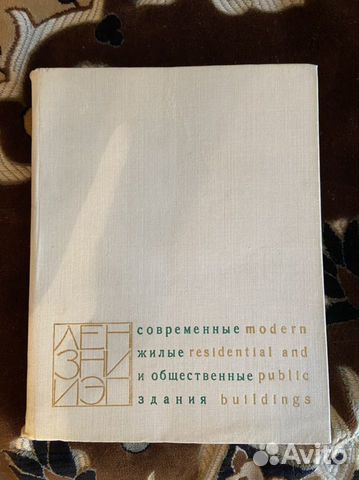 ЛЕН
ЗНИ
ИЭП
современные modern
жилые residential and
и общественные public
здания buildings
Avito